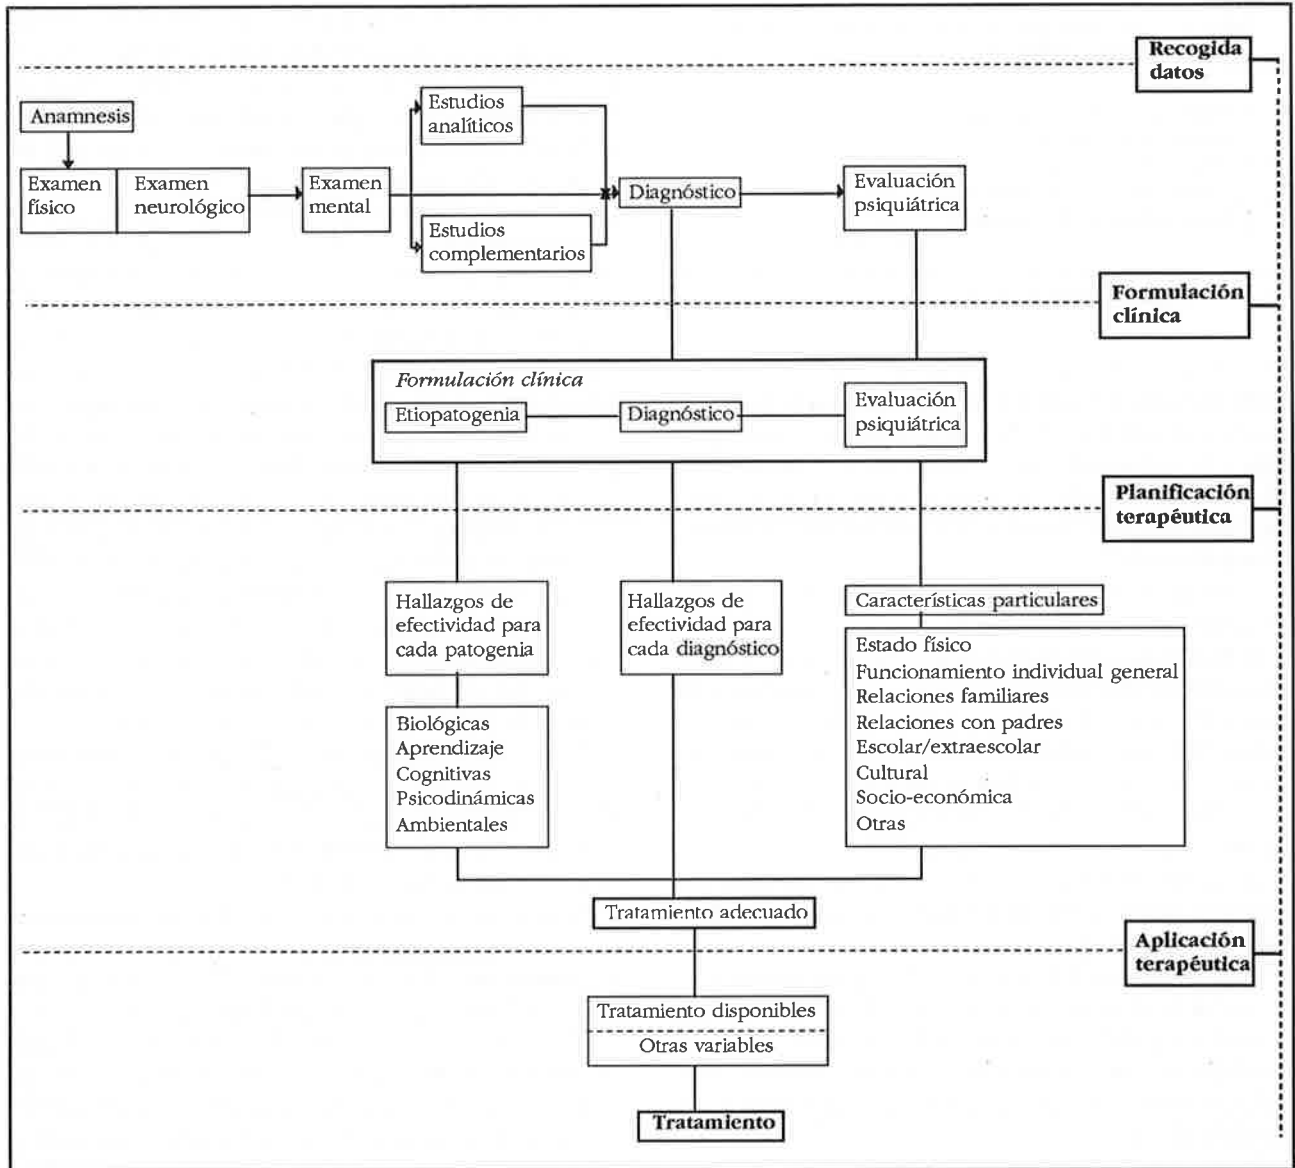 Recogida
datos
Anamnesis
Estudios
analíticos
Examen
físico
Examen
neurológico
Examen
mental
Estudios
complementarios
Diagnóstico
Evaluación
psiquiátrica
Formulación
clínica
Formulación clínica
Etiopatogenia
Diagnóstico
Evaluación
psiquiátrica
Planificación
terapéutica
Hallazgos de
efectividad para
cada patogenia
Hallazgos de
efectividad para
cada diagnóstico
Características particulares
Biológicas
Aprendizaje
Cognitivas
Psicodinámicas
Ambientales
Estado físico
Funcionamiento individual general
Relaciones familiares
Relaciones con padres
Escolar/extraescolar
Cultural
Socio-económica
Otras
Tratamiento adecuado
Aplicación
terapéutica
Tratamiento disponibles
Otras variables
Tratamiento